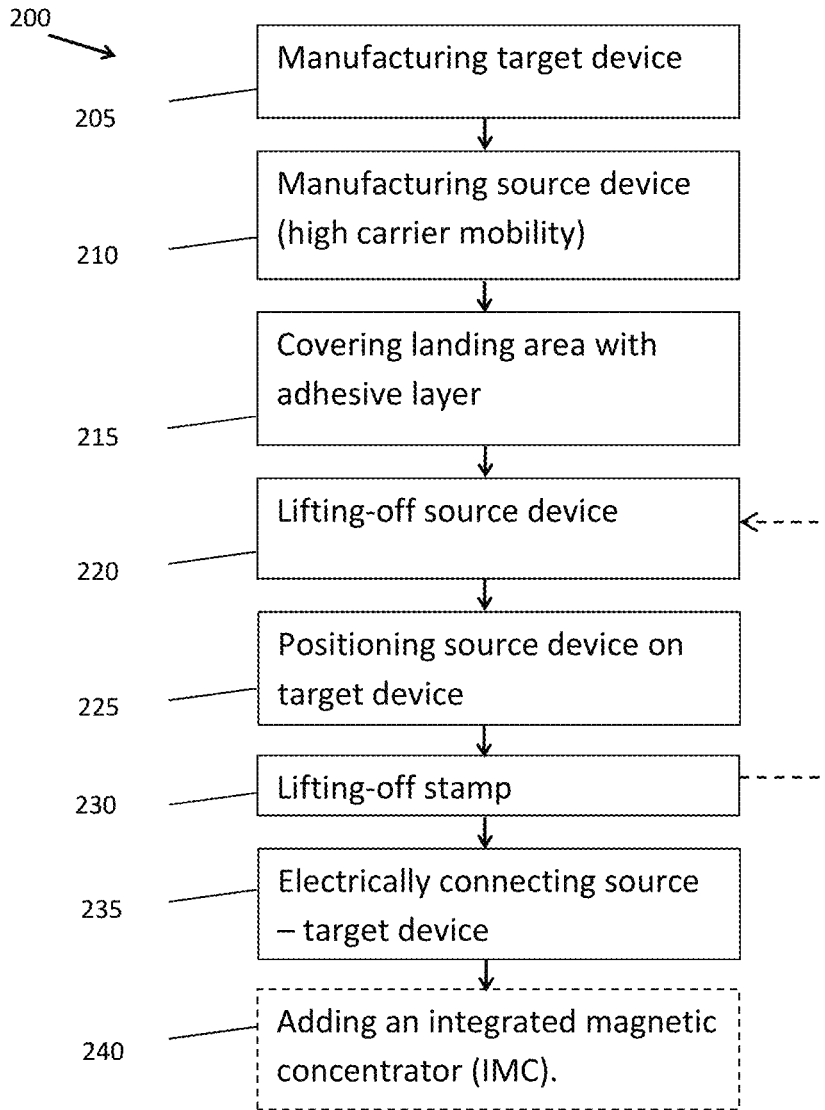 200
Manufacturing target device
205
Manufacturing source device
(high carrier mobility)
210
Covering landing area with
adhesive layer
215
Lifting-off source device
220
Positioning source device on
target device
225
Lifting-off stamp
230
Electrically connecting source
– target device
235
Adding an integrated magnetic
concentrator (IMC).
240